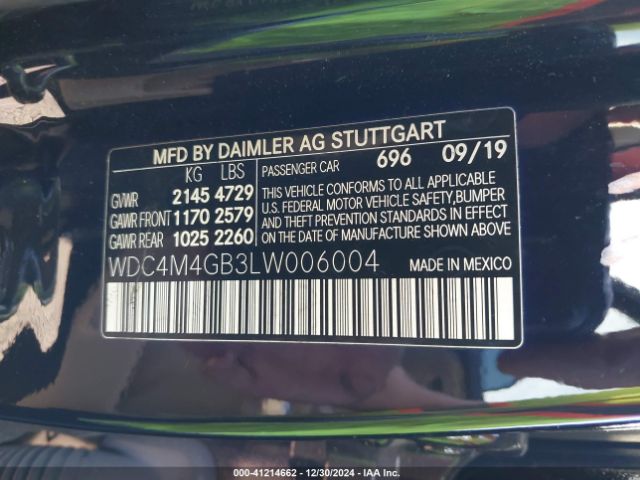 MFD BY DAIMLER AG STUTTGART
KG LBS
GVWR 2145 4729
GAWR FRONT 1170 2579
GAWR REAR 1025 2260
PASSENGER CAR 696 09/19
THIS VEHICLE CONFORMS TO ALL APPLICABLE
U.S. FEDERAL MOTOR VEHICLE SAFETY,BUMPER
AND THEFT PREVENTION STANDARDS IN EFFECT
ON THE DATE OF MANUFACTURE SHOWN ABOVE
WDC4M4GB3LW006004 MADE IN MEXICO
000-41214662 - 12/30/2024 - IAA Inc.